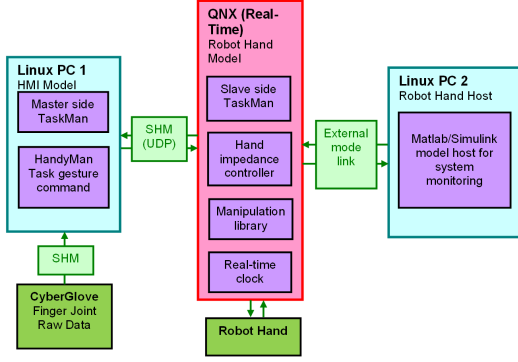 Linux PC 1
HMI Model
Master side
TaskMan
HandyMan
Task gesture
command
SHM
CyberGlove
Finger Joint
Raw Data
SHM
(UDP)
QNX (Real-
Time)
Robot Hand
Model
Slave side
TaskMan
Hand
impedance
controller
Manipulation
library
Real-time
clock
Robot Hand
External
mode
link
Linux PC 2
Robot Hand Host
Matlab/Simulink
model host for
system
monitoring